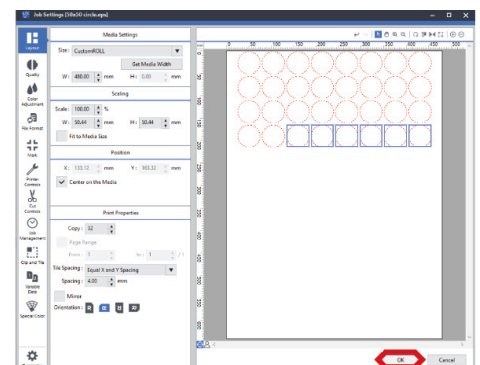 Job Settings [50x50 circle.eps]
Layout
Quality
Color
Adjustment
File Format
Mark
Printer
Controls
Cut
Controls
Job
Management
Clip and Tile
Variable
Data
Special Color
Media Settings
Size : CustomROLL
Get Media Width
W : 480.00 mm H : 0.00 mm
Scaling
Scale: 100.00 %
W : 50.44 mm H : 50.44 mm
Fit to Media Size
Position
X : mm Y : mm
Center on the Media
Print Properties
Copy : 32
Page Range
from : 1 to : 1 / 1
Tile Spacing : Equal X and Y Spacing
Spacing : 4.00 mm
Mirror
Orientation : R R R R
0 50 100 150 200 250 300 350 400 450 500
OK Cancel